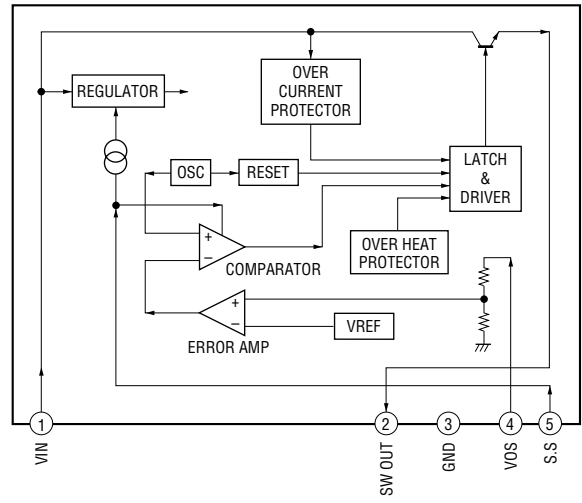 OVER
CURRENT
PROTECTOR
REGULATOR
OSC
RESET
LATCH
&
DRIVER
+
−
COMPARATOR
OVER HEAT
PROTECTOR
+
−
VREF
ERROR AMP
1
2
3
4
5
VIN
SW OUT
GND
VOS
S.S